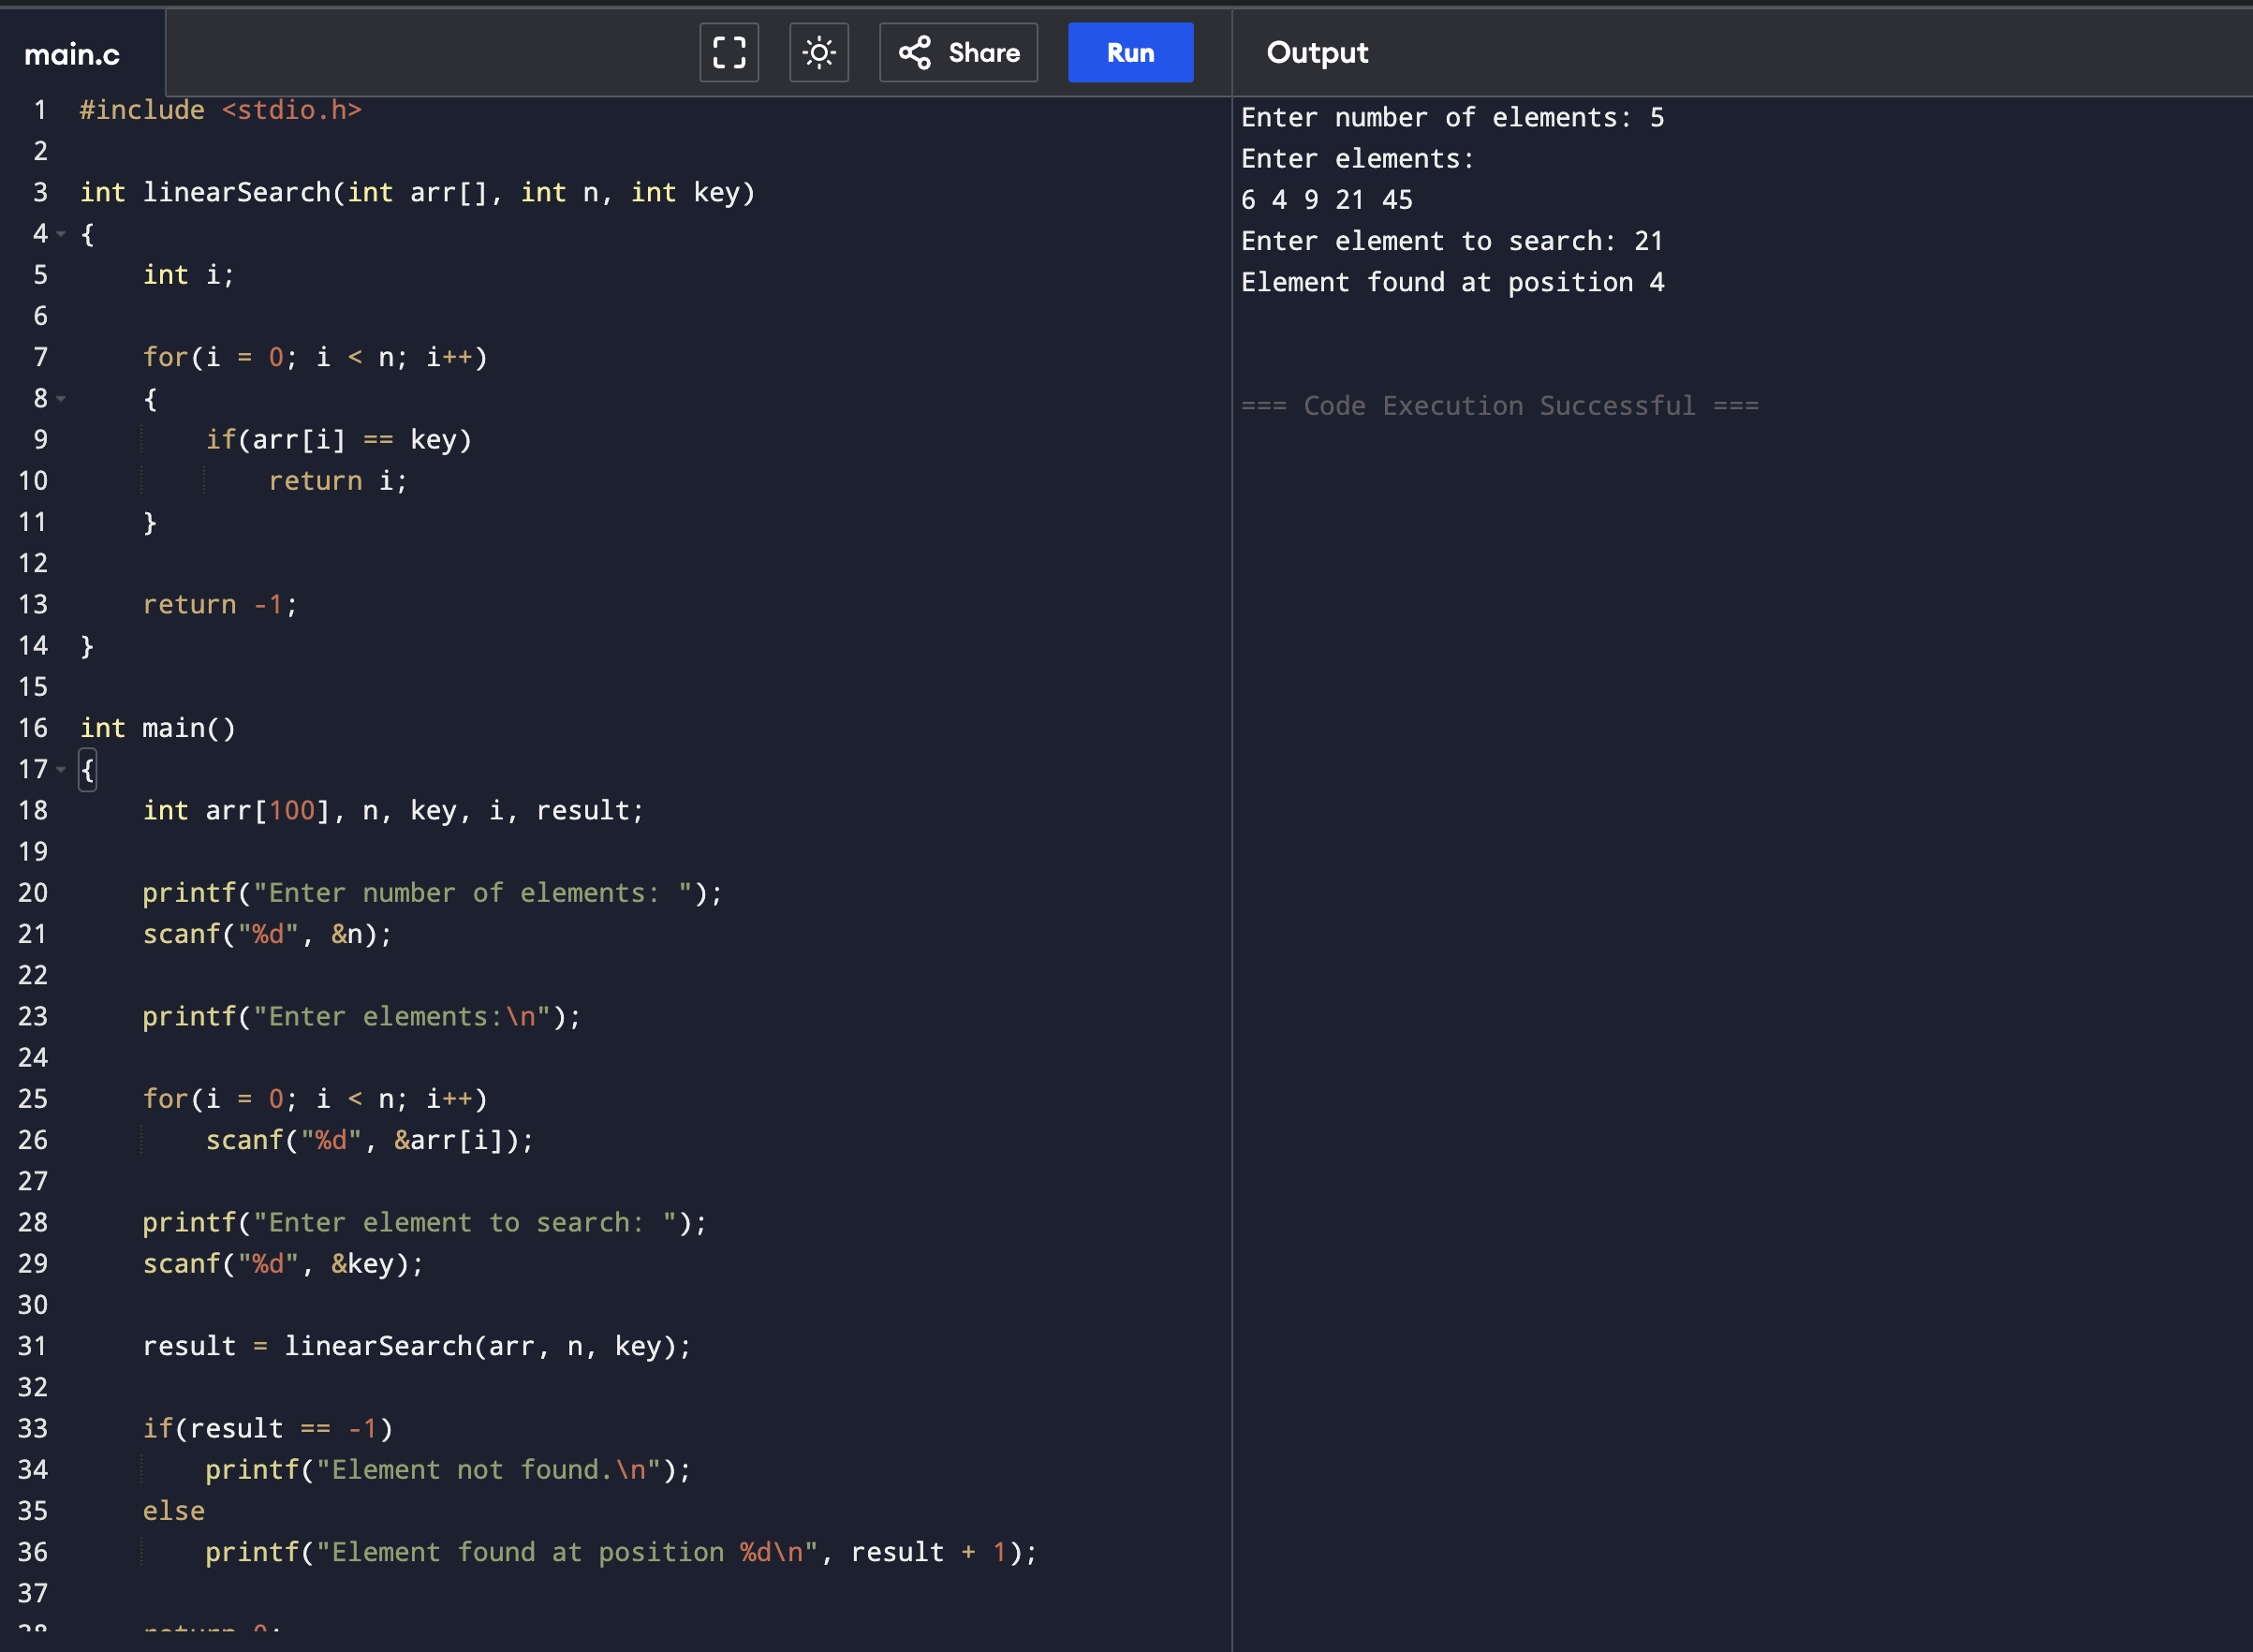 main.c
Share
Run
Output
1 #include <stdio.h>
2
3 int linearSearch(int arr[], int n, int key)
4 {
5     int i;
6
7     for(i = 0; i < n; i++)
8     {
9         if(arr[i] == key)
10             return i;
11     }
12
13     return -1;
14 }
15
16 int main()
17 {
18     int arr[100], n, key, i, result;
19
20     printf("Enter number of elements: ");
21     scanf("%d", &n);
22
23     printf("Enter elements:\n");
24
25     for(i = 0; i < n; i++)
26         scanf("%d", &arr[i]);
27
28     printf("Enter element to search: ");
29     scanf("%d", &key);
30
31     result = linearSearch(arr, n, key);
32
33     if(result == -1)
34         printf("Element not found.\n");
35     else
36         printf("Element found at position %d\n", result + 1);
37
38     return 0;
Enter number of elements: 5
Enter elements:
6 4 9 21 45
Enter element to search: 21
Element found at position 4
=== Code Execution Successful ===